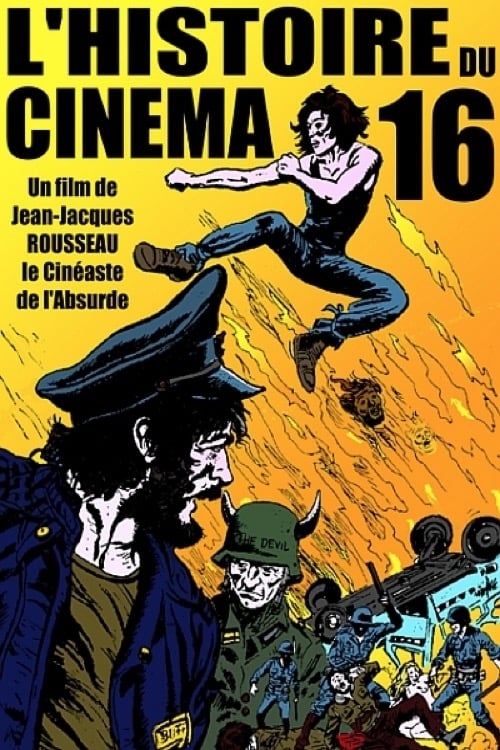 L'HISTOIRE DU
CINEMA 16
Un film de
Jean-Jacques
ROUSSEAU
le Cinéaste
de l'Absurde
THE DEVIL